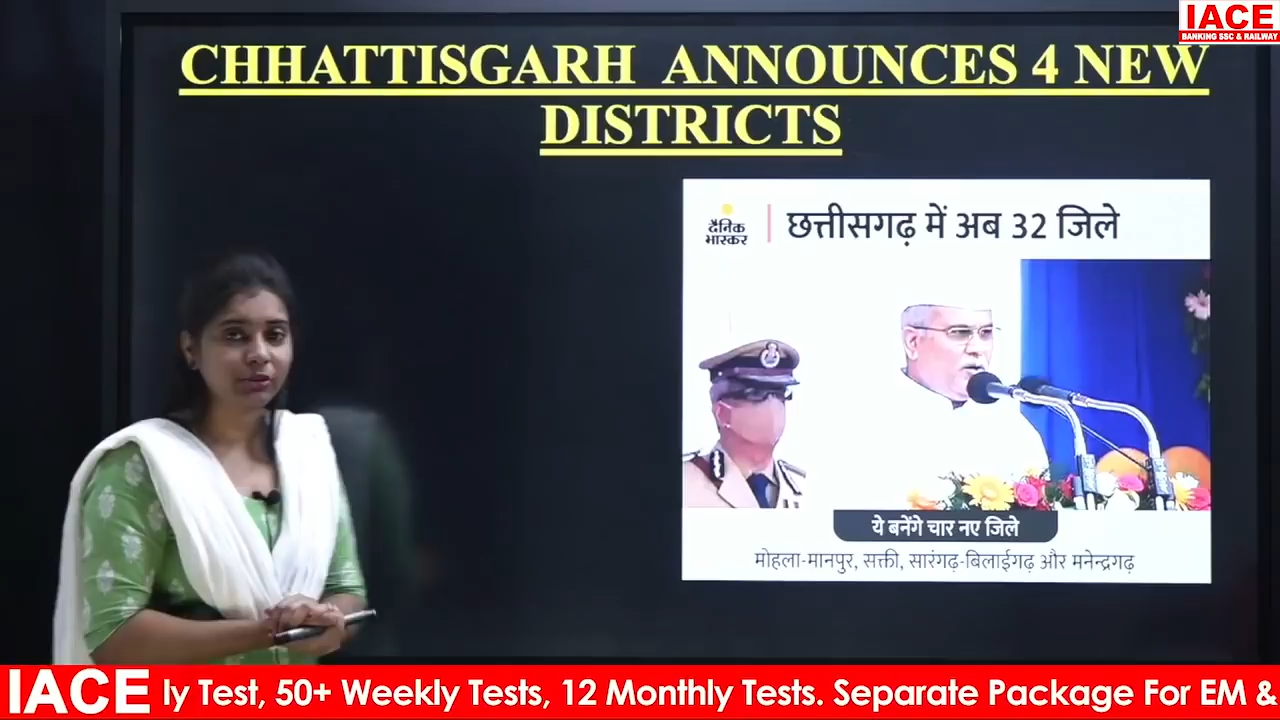 IACE
BANKING SSC & RAILWAY
CHHATTISGARH ANNOUNCES 4 NEW
DISTRICTS
दैनिक
भास्कर
छत्तीसगढ़ में अब 32 जिले
ये बनेंगे चार नए जिले
मोहला-मानपुर, सक्ती, सारंगढ़-बिलाईगढ़ और मनेन्द्रगढ़
IACE ly Test, 50+ Weekly Tests, 12 Monthly Tests. Separate Package For EM &